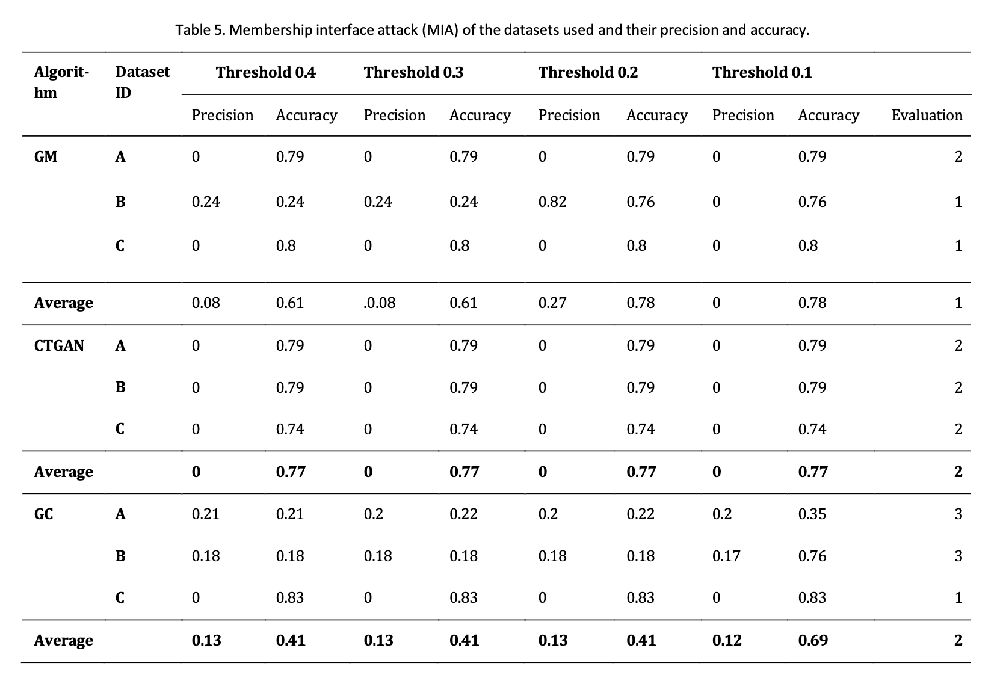 Table 5. Membership interface attack (MIA) of the datasets used and their precision and accuracy.
Algorit- Dataset Threshold 0.4 Threshold 0.3 Threshold 0.2 Threshold 0.1
hm ID
Precision Accuracy Precision Accuracy Precision Accuracy Precision Accuracy Evaluation
GM A 0 0.79 0 0.79 0 0.79 0 0.79 2
B 0.24 0.24 0.24 0.24 0.82 0.76 0 0.76 1
C 0 0.8 0 0.8 0 0.8 0 0.8 1
Average 0.08 0.61 .0.08 0.61 0.27 0.78 0 0.78 1
CTGAN A 0 0.79 0 0.79 0 0.79 0 0.79 2
B 0 0.79 0 0.79 0 0.79 0 0.79 2
C 0 0.74 0 0.74 0 0.74 0 0.74 2
Average 0 0.77 0 0.77 0 0.77 0 0.77 2
GC A 0.21 0.21 0.2 0.22 0.2 0.22 0.2 0.35 3
B 0.18 0.18 0.18 0.18 0.18 0.18 0.17 0.76 3
C 0 0.83 0 0.83 0 0.83 0 0.83 1
Average 0.13 0.41 0.13 0.41 0.13 0.41 0.12 0.69 2